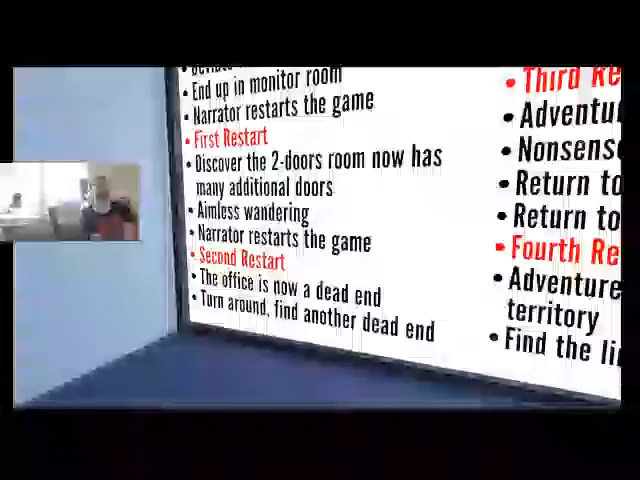 • End up in monitor room
• Narrator restarts the game
• First Restart
• Discover the 2-doors room now has
many additional doors
• Aimless wandering
• Narrator restarts the game
• Second Restart
• The office is now a dead end
• Turn around, find another dead end
• Third Re
• Adventu
• Nonsens
• Return to
• Return to
• Fourth Re
• Adventure
territory
• Find the li